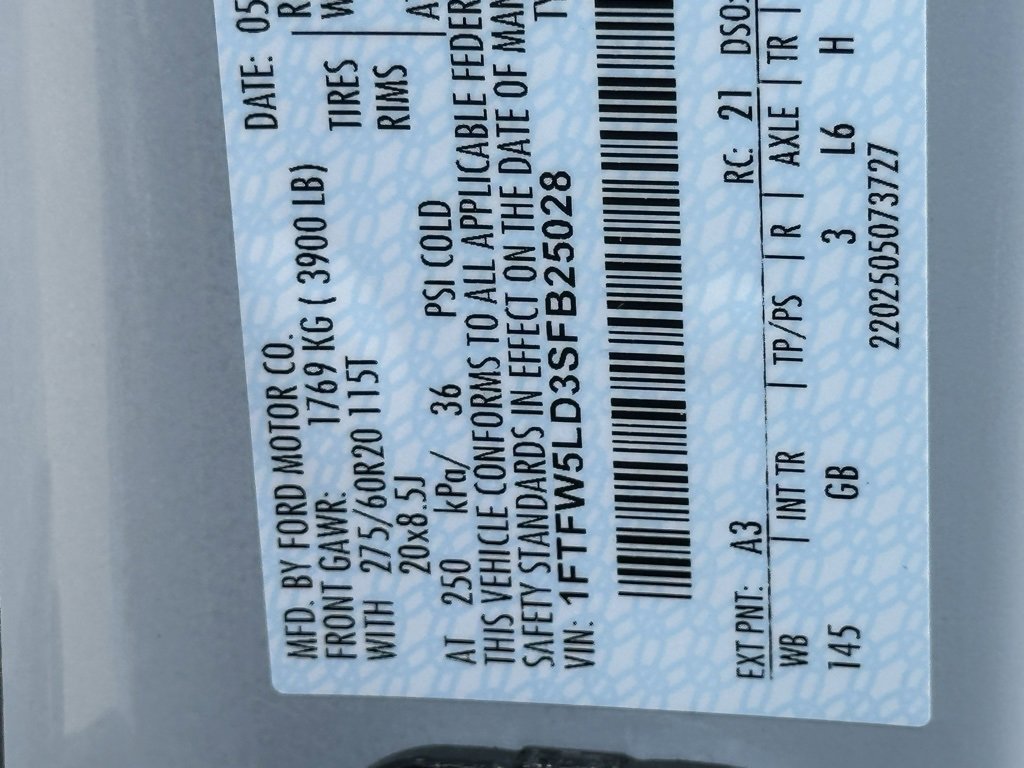 MFD. BY FORD MOTOR CO.
DATE: 05
FRONT GAWR: 1769 KG ( 3900 LB)
WITH 275/60R20 115T TIRES
20x8.5J RIMS
AT 250 kPa/ 36 PSI COLD
THIS VEHICLE CONFORMS TO ALL APPLICABLE FEDER
SAFETY STANDARDS IN EFFECT ON THE DATE OF MAN
VIN: 1FTFW5LD3SFB25028
EXT PNT: A3 RC: 21 DSO:
WB | INT TR | TP/PS | R | AXLE | TR |
145 GB 3 L6 H
220250507​3727